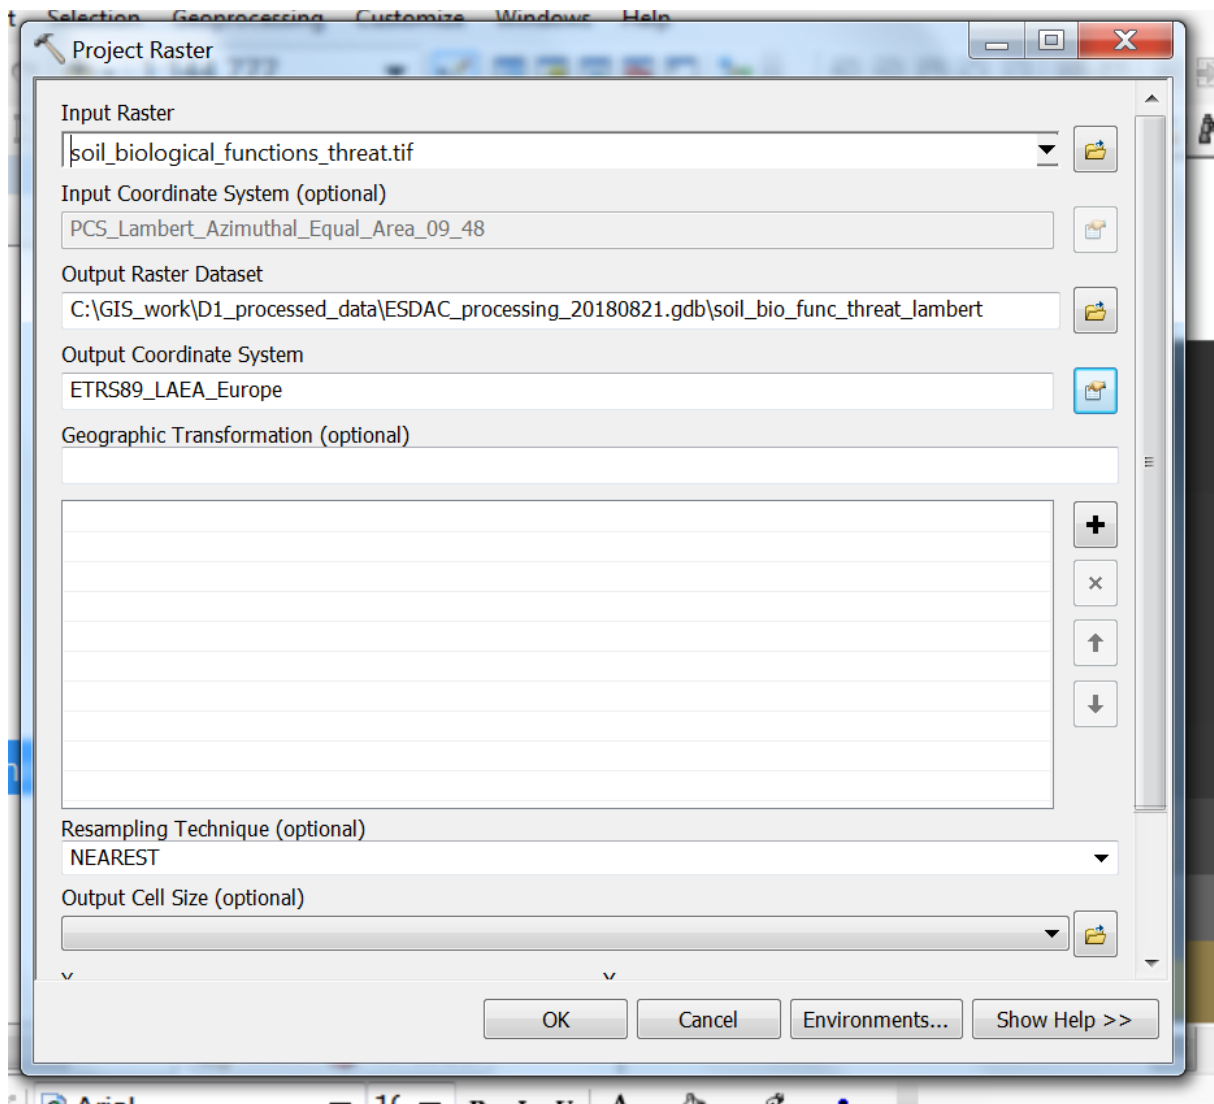 Selection Geoprocessing Customize Windows Help
Project Raster
Input Raster
soil_biological_functions_threat.tif
Input Coordinate System (optional)
PCS_Lambert_Azimuthal_Equal_Area_09_48
Output Raster Dataset
C:\GIS_work\D1_processed_data\ESDAC_processing_20180821.gdb\soil_bio_func_threat_lambert
Output Coordinate System
ETRS89_LAEA_Europe
Geographic Transformation (optional)
Resampling Technique (optional)
NEAREST
Output Cell Size (optional)
OK Cancel Environments... Show Help >>